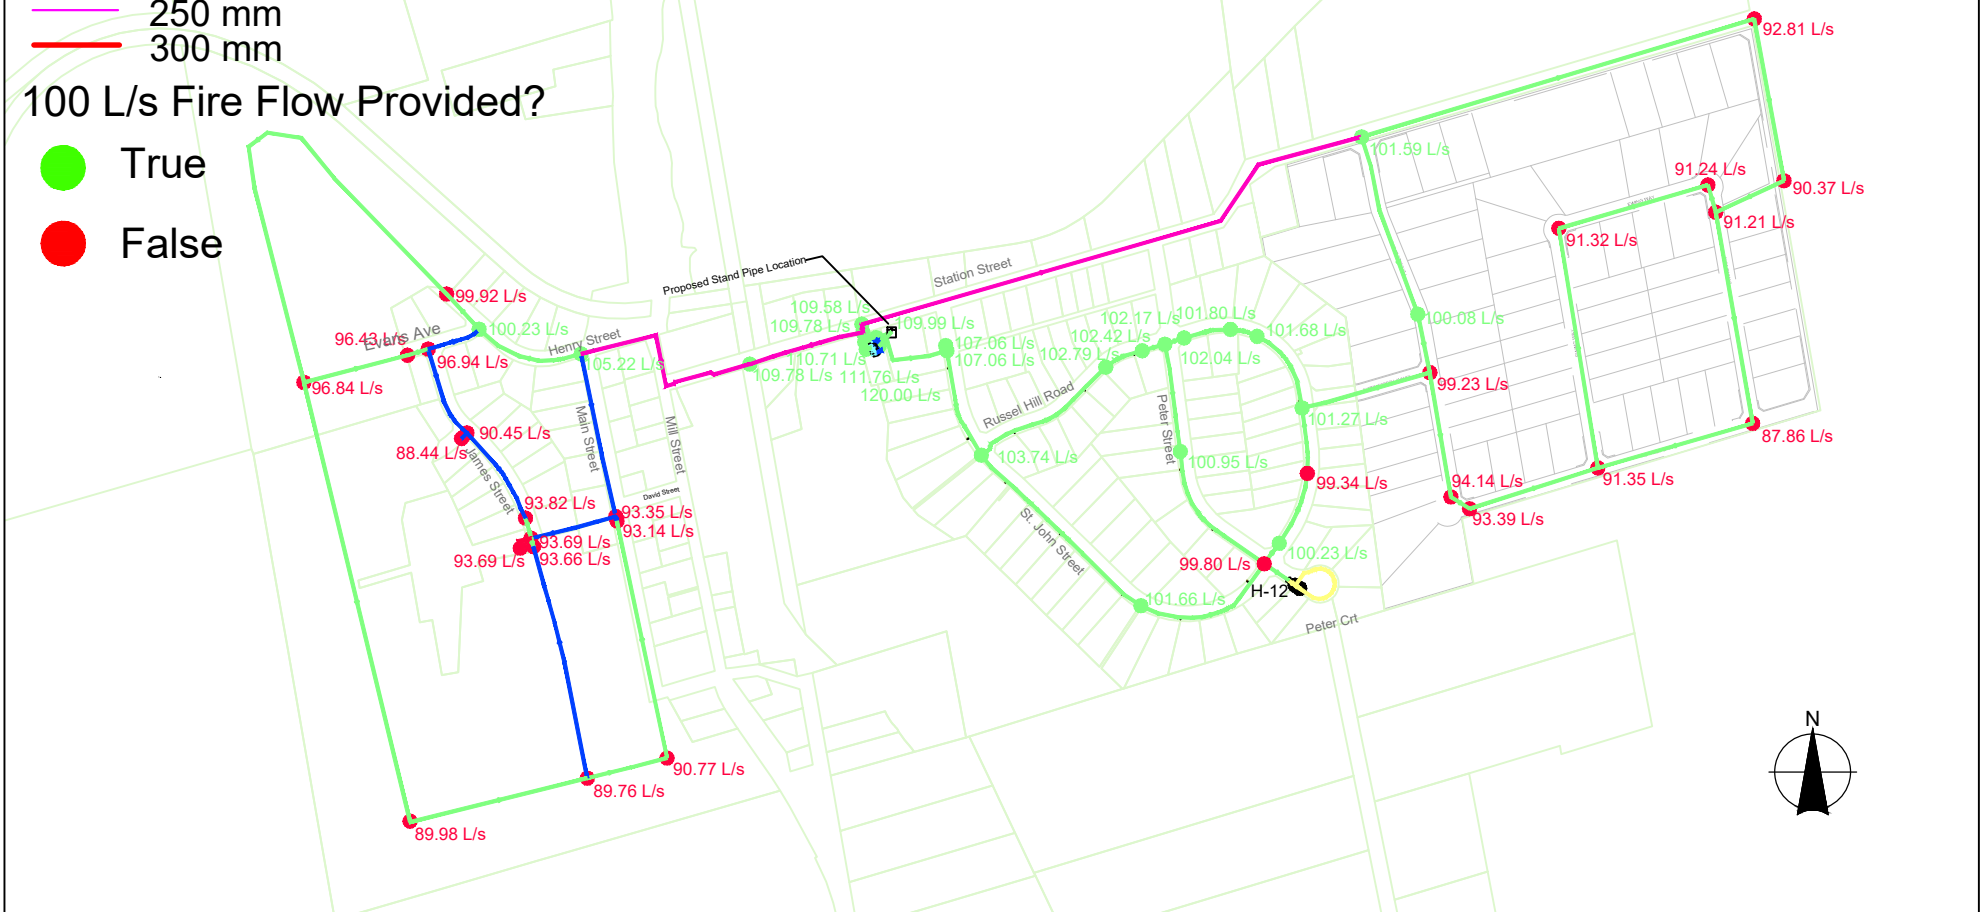 250 mm
300 mm
100 L/s Fire Flow Provided?
True
False
92.81 L/s
101.59 L/s
91.24 L/s
90.37 L/s
91.21 L/s
91.32 L/s
Proposed Stand Pipe Location
Station Street
99.92 L/s
100.23 L/s
96.43 L/s
Evans Ave
96.94 L/s
Henry Street
105.22 L/s
96.84 L/s
109.58 L/s
109.78 L/s
109.99 L/s
110.71 L/s
109.78 L/s
111.76 L/s
120.00 L/s
107.06 L/s
107.06 L/s
102.17 L/s
101.80 L/s
102.42 L/s
101.68 L/s
102.79 L/s
102.04 L/s
100.08 L/s
99.23 L/s
101.27 L/s
Russel Hill Road
Peter Street
103.74 L/s
100.95 L/s
99.34 L/s
87.86 L/s
91.35 L/s
94.14 L/s
93.39 L/s
90.45 L/s
88.44 L/s
James Street
Main Street
Mill Street
David Street
93.82 L/s
93.35 L/s
93.14 L/s
93.69 L/s
93.69 L/s
93.66 L/s
St. John Street
100.23 L/s
99.80 L/s
H-12
101.66 L/s
Peter Crt
90.77 L/s
89.76 L/s
89.98 L/s
N